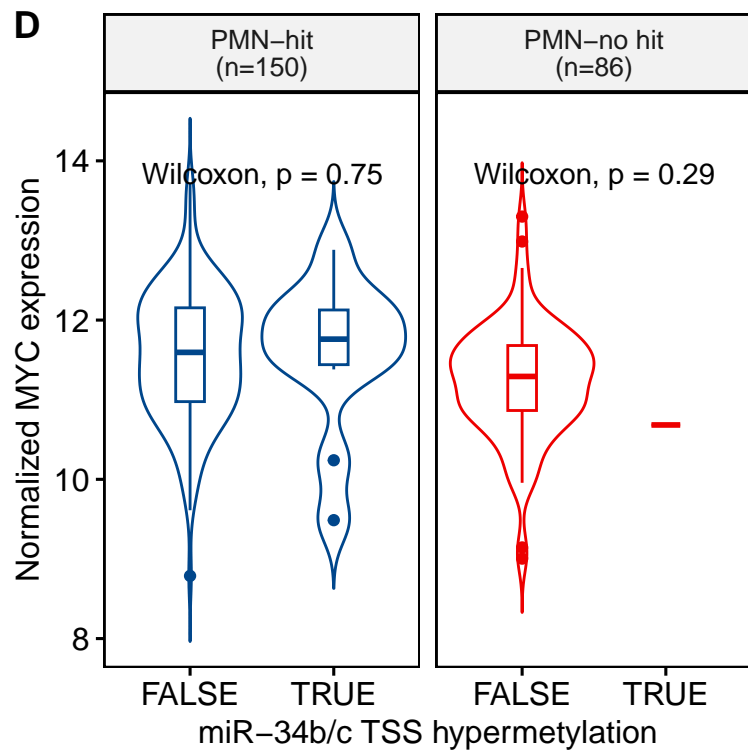 D
PMN−hit
(n=150)
PMN−no hit
(n=86)
Wilcoxon, p = 0.75
Wilcoxon, p = 0.29
Normalized MYC expression
14
12
10
8
FALSE TRUE FALSE TRUE
miR−34b/c TSS hypermetylation